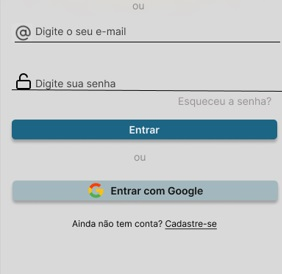 ou
Digite o seu e-mail
Digite sua senha
Esqueceu a senha?
Entrar
ou
Entrar com Google
Ainda não tem conta? Cadastre-se